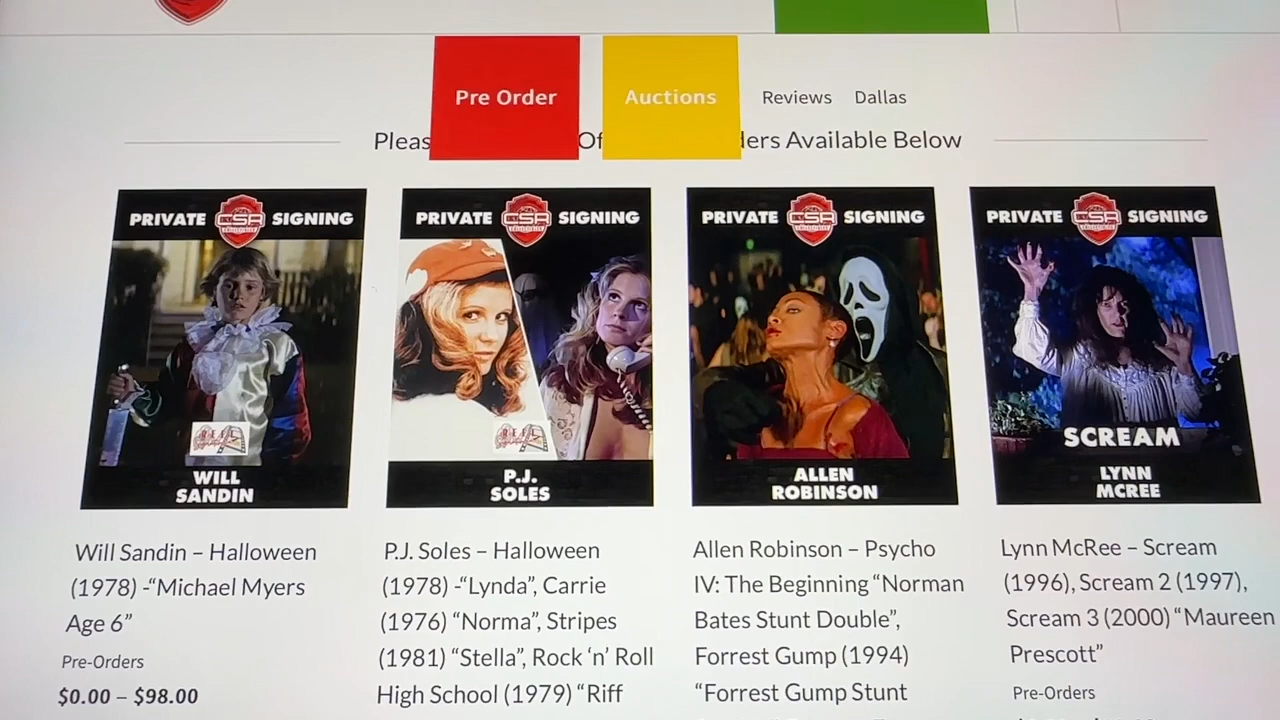 Pre Order
Auctions
Reviews
Dallas
Pleas Of ders Available Below
PRIVATE CSA SIGNING
PRIVATE CSA SIGNING
PRIVATE CSA SIGNING
PRIVATE CSA SIGNING
WILL
SANDIN
P.J.
SOLES
ALLEN
ROBINSON
SCREAM
LYNN
MCREE
Will Sandin – Halloween
(1978) -“Michael Myers
Age 6”
Pre-Orders
$0.00 – $98.00
P.J. Soles – Halloween
(1978) -“Lynda”, Carrie
(1976) “Norma”, Stripes
(1981) “Stella”, Rock ‘n’ Roll
High School (1979) “Riff
Allen Robinson – Psycho
IV: The Beginning “Norman
Bates Stunt Double”,
Forrest Gump (1994)
“Forrest Gump Stunt
Lynn McRee – Scream
(1996), Scream 2 (1997),
Scream 3 (2000) “Maureen
Prescott”
Pre-Orders